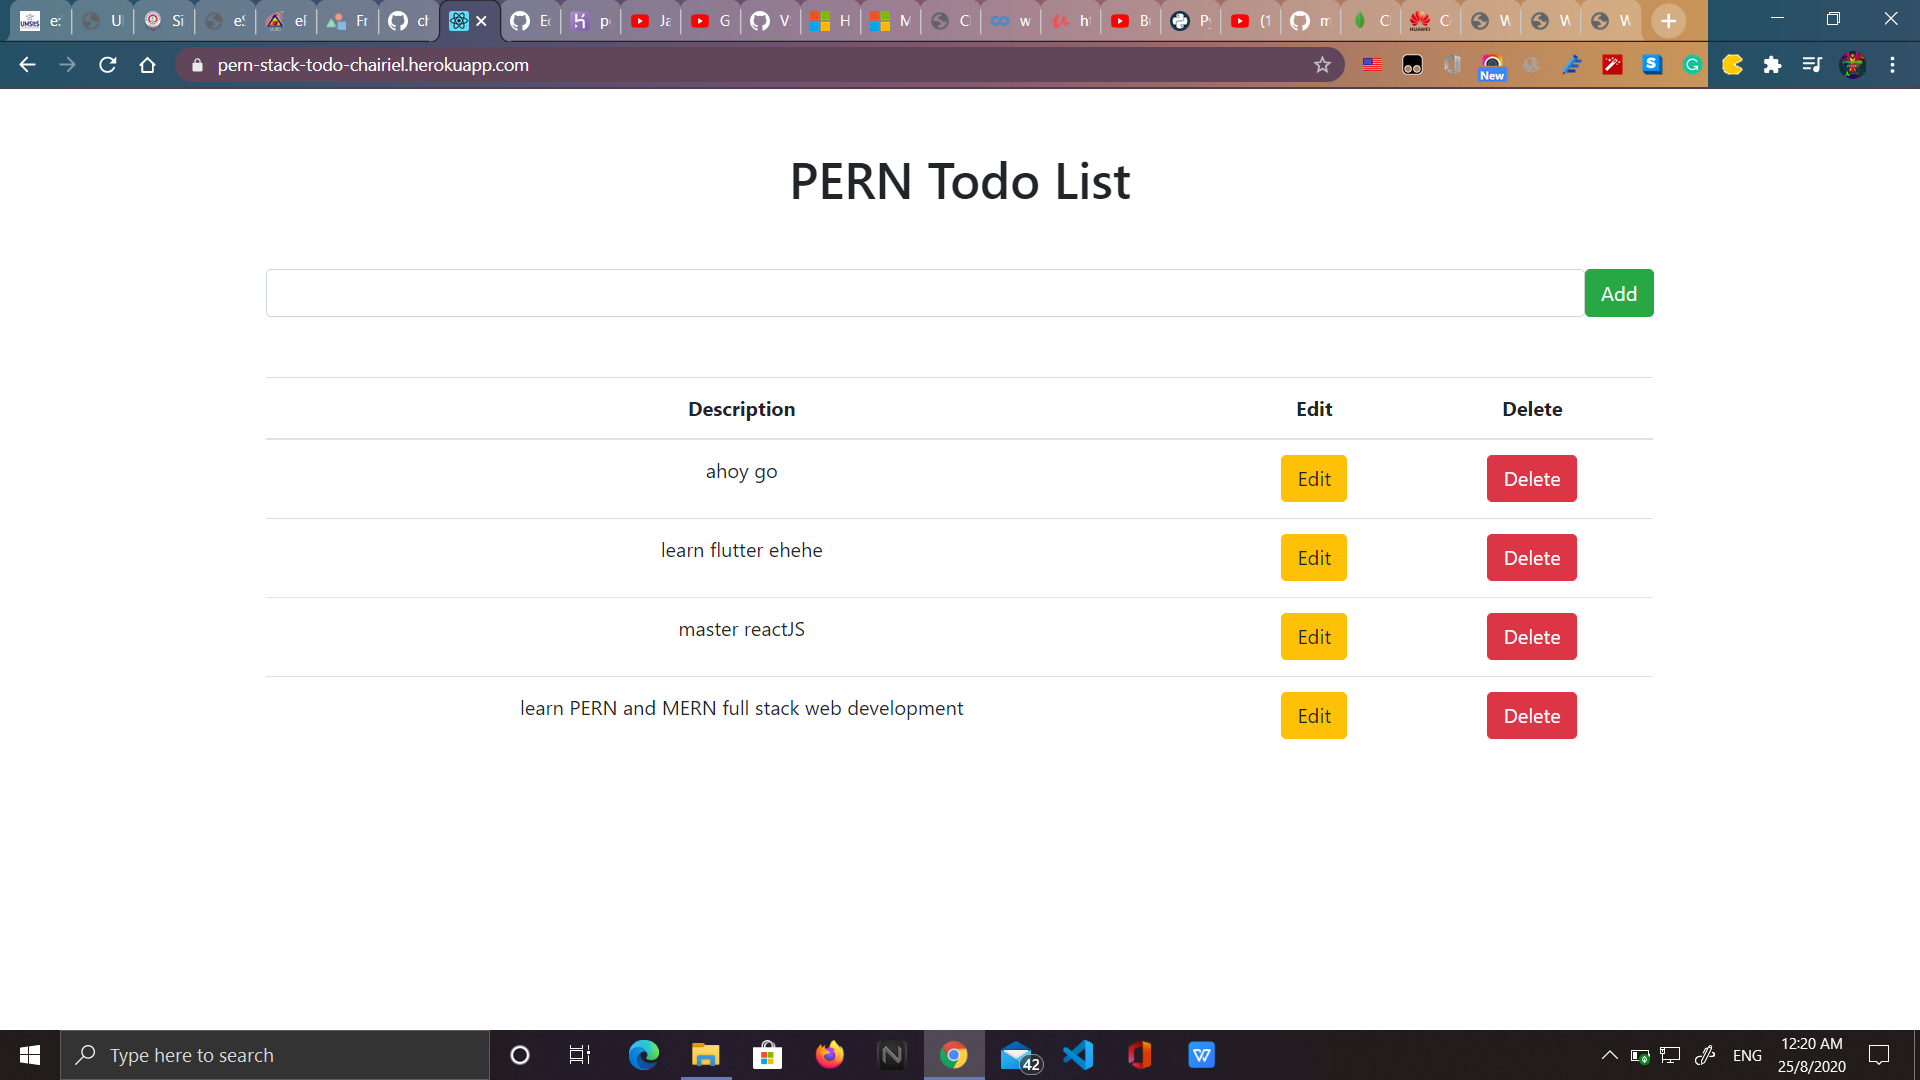 pern-stack-todo-chairiel.herokuapp.com
New
PERN Todo List
Add
Description Edit Delete
ahoy go Edit Delete
learn flutter ehehe Edit Delete
master reactJS Edit Delete
learn PERN and MERN full stack web development Edit Delete
Type here to search
42
ENG
12:20 AM
25/8/2020